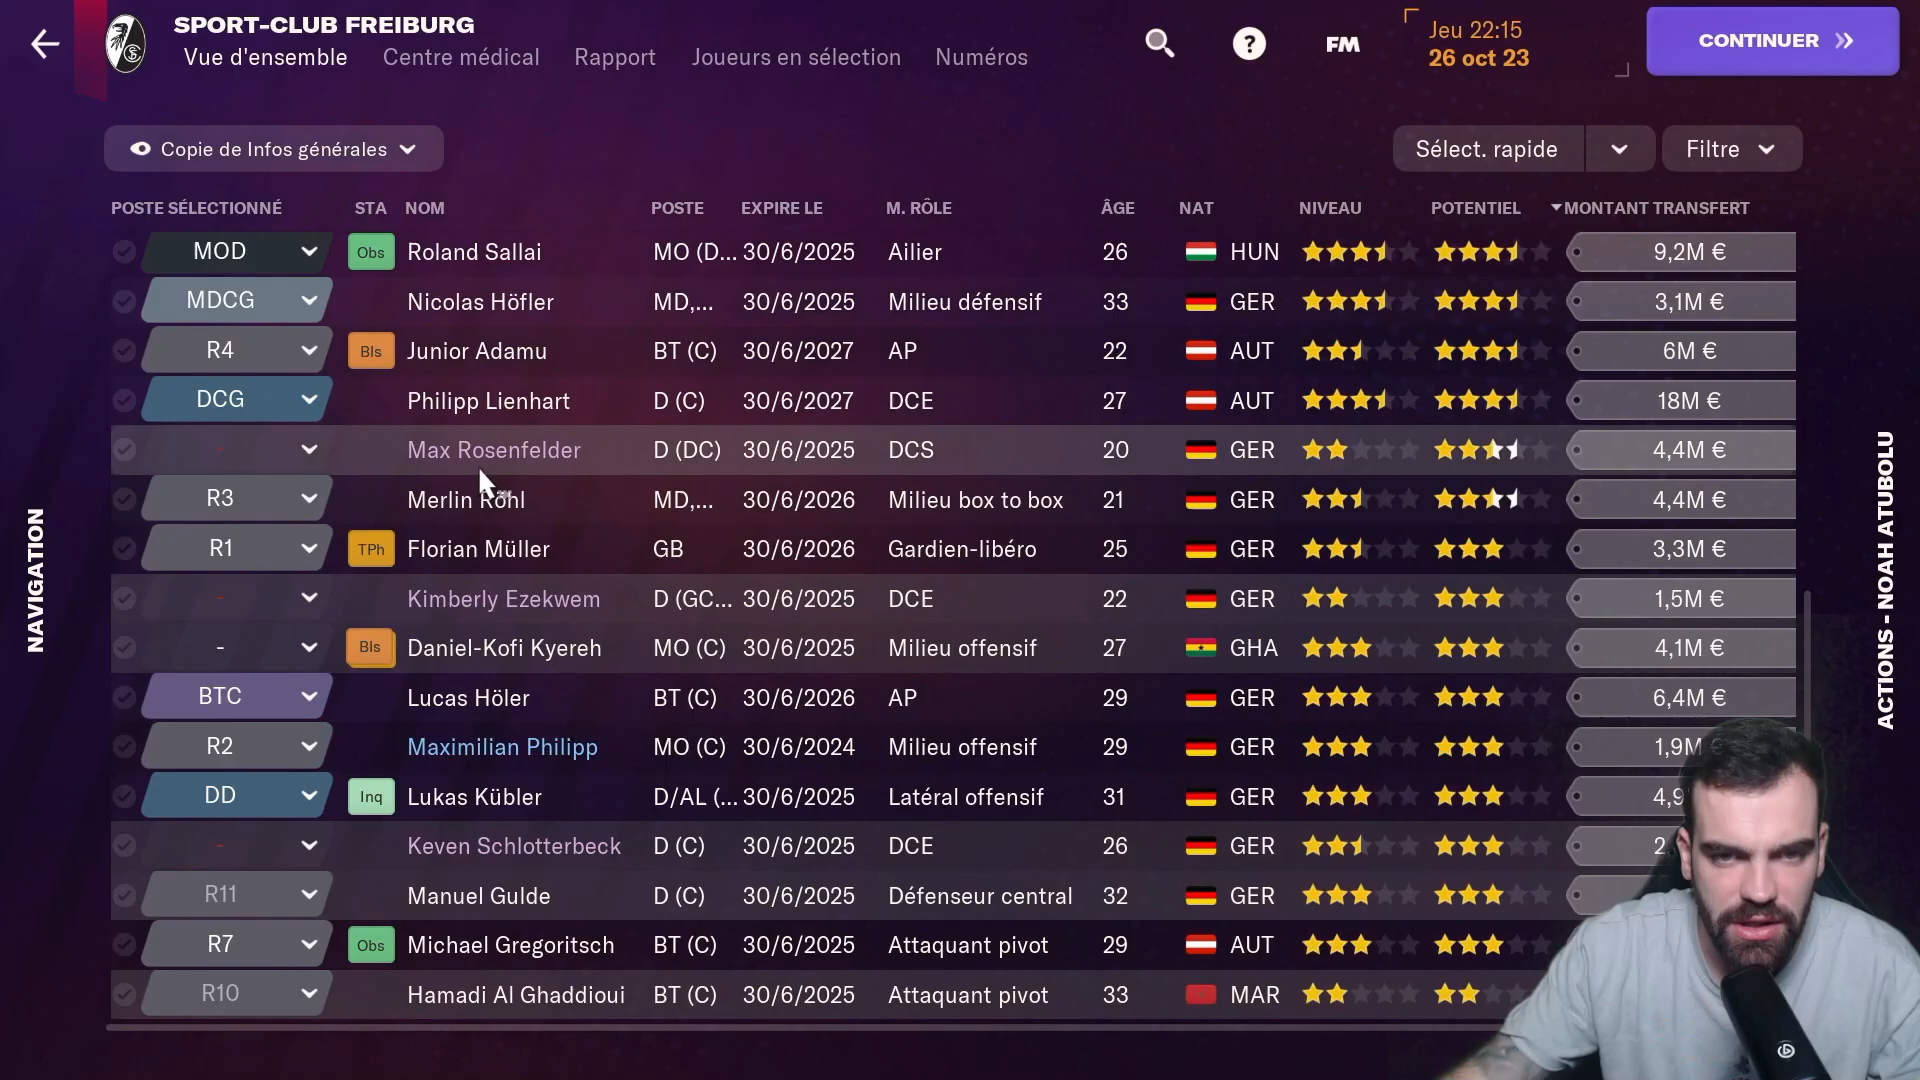 SPORT-CLUB FREIBURG
Vue d'ensemble Centre médical Rapport Joueurs en sélection Numéros
? FM
Jeu 22:15
26 oct 23
CONTINUER
Copie de Infos générales
Sélect. rapide Filtre
POSTE SÉLECTIONNÉ STA NOM POSTE EXPIRE LE M. RÔLE ÂGE NAT NIVEAU POTENTIEL MONTANT TRANSFERT
MOD Obs Roland Sallai MO (D... 30/6/2025 Ailier 26 HUN 9,2M €
MDCG Nicolas Höfler MD,... 30/6/2025 Milieu défensif 33 GER 3,1M €
R4 Bls Junior Adamu BT (C) 30/6/2027 AP 22 AUT 6M €
DCG Philipp Lienhart D (C) 30/6/2027 DCE 27 AUT 18M €
- Max Rosenfelder D (DC) 30/6/2025 DCS 20 GER 4,4M €
R3 Merlin Röhl MD,... 30/6/2026 Milieu box to box 21 GER 4,4M €
R1 TPh Florian Müller GB 30/6/2026 Gardien-libéro 25 GER 3,3M €
- Kimberly Ezekwem D (GC... 30/6/2025 DCE 22 GER 1,5M €
- Bls Daniel-Kofi Kyereh MO (C) 30/6/2025 Milieu offensif 27 GHA 4,1M €
BTC Lucas Höler BT (C) 30/6/2026 AP 29 GER 6,4M €
R2 Maximilian Philipp MO (C) 30/6/2024 Milieu offensif 29 GER 1,9M
DD Inq Lukas Kübler D/AL (... 30/6/2025 Latéral offensif 31 GER 4,9
- Keven Schlotterbeck D (C) 30/6/2025 DCE 26 GER 2,
R11 Manuel Gulde D (C) 30/6/2025 Défenseur central 32 GER
R7 Obs Michael Gregoritsch BT (C) 30/6/2025 Attaquant pivot 29 AUT
R10 Hamadi Al Ghaddioui BT (C) 30/6/2025 Attaquant pivot 33 MAR
NAVIGATION
ACTIONS - NOAH ATUBOLU